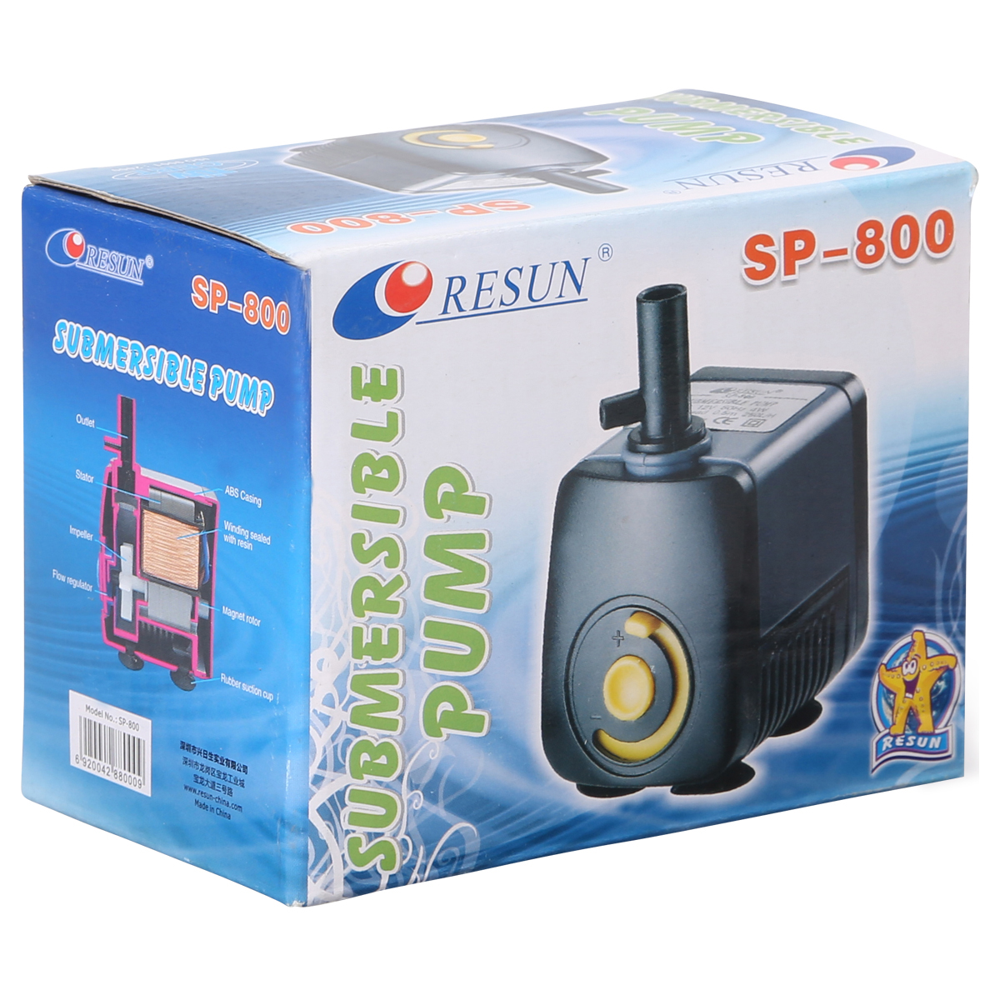 SUBMERSIBLE
PUMP
RESUN®
SP-800
RESUN®
SP-800
SUBMERSIBLE PUMP
Outlet
Stator
ABS Casing
Impeller
Winding sealed
with resin
Flow regulator
Magnet rotor
Rubber suction cup
Model No.: SP-800
6 920042 880009
深圳市兴日生实业有限公司
深圳市龙岗区宝龙工业城
宝龙大道三号路
www.resun-china.com
Made in China
RESUN®
SP-800
SUBMERSIBLE
PUMP
RESUN®
SUBMERSIBLE PUMP
CE
+
-
RESUN